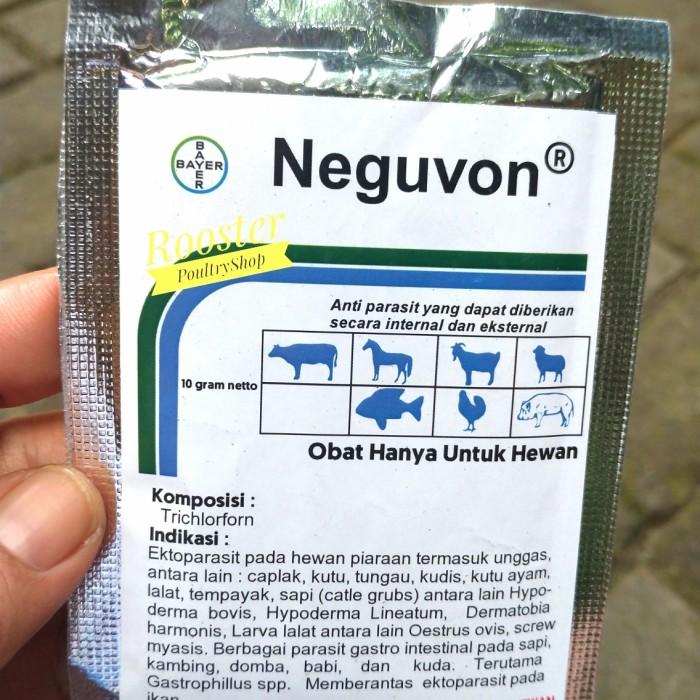 BAYER
BAYER
Neguvon®
Rooster
PoultryShop
Anti parasit yang dapat diberikan
secara internal dan eksternal
10 gram netto
Obat Hanya Untuk Hewan
Komposisi :
Trichlorforn
Indikasi :
Ektoparasit pada hewan piaraan termasuk unggas,
antara lain : caplak, kutu, tungau, kudis, kutu ayam,
lalat, tempayak, sapi (catle grubs) antara lain Hypo-
derma bovis, Hypoderma Lineatum, Dermatobia
harmonis, Larva lalat antara lain Oestrus ovis, screw
myasis. Berbagai parasit gastro intestinal pada sapi,
kambing, domba, babi, dan kuda. Terutama
Gastrophillus spp. Memberantas ektoparasit pada
ikan